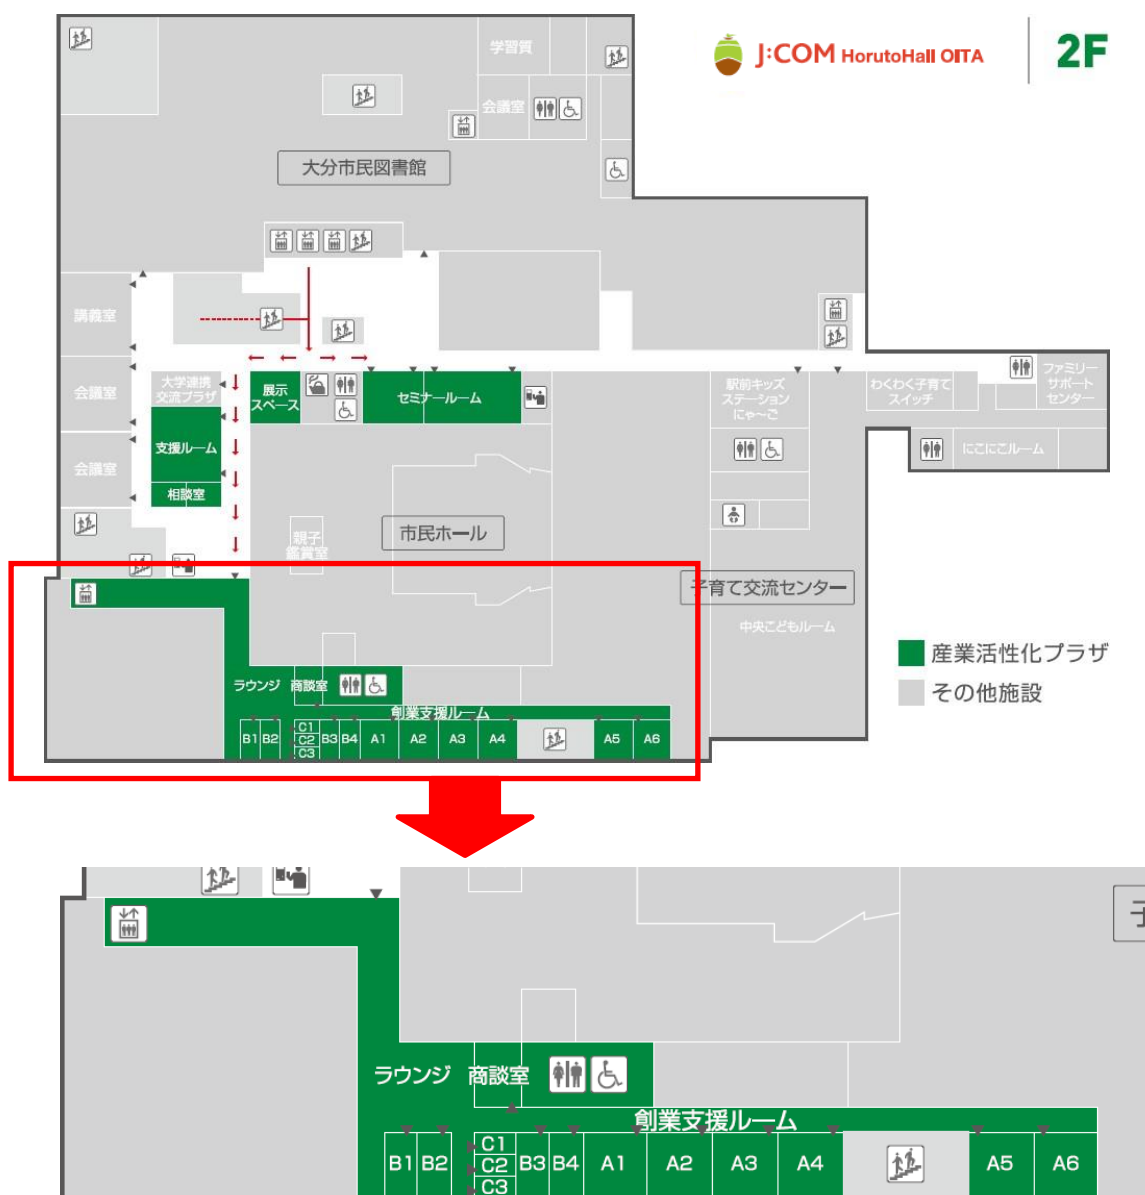 J:COM HorutoHall OITA
2F
学習質
会議室
大分市民図書館
講義室
会議室
大学連携
交流プラザ
展示
スペース
セミナールーム
駅前キッズ
ステーション
にゃ〜ご
わくわく子育て
スイッチ
ファミリー
サポート
センター
支援ルーム
会議室
相談室
にこにこルーム
市民ホール
親子
鑑賞室
子育て交流センター
中央こどもルーム
産業活性化プラザ
その他施設
ラウンジ
商談室
創業支援ルーム
B1 B2 C1 B3 B4 A1 A2 A3 A4 A5 A6
C2
C3
子
ラウンジ
商談室
創業支援ルーム
B1 B2 C1 B3 B4 A1 A2 A3 A4 A5 A6
C2
C3